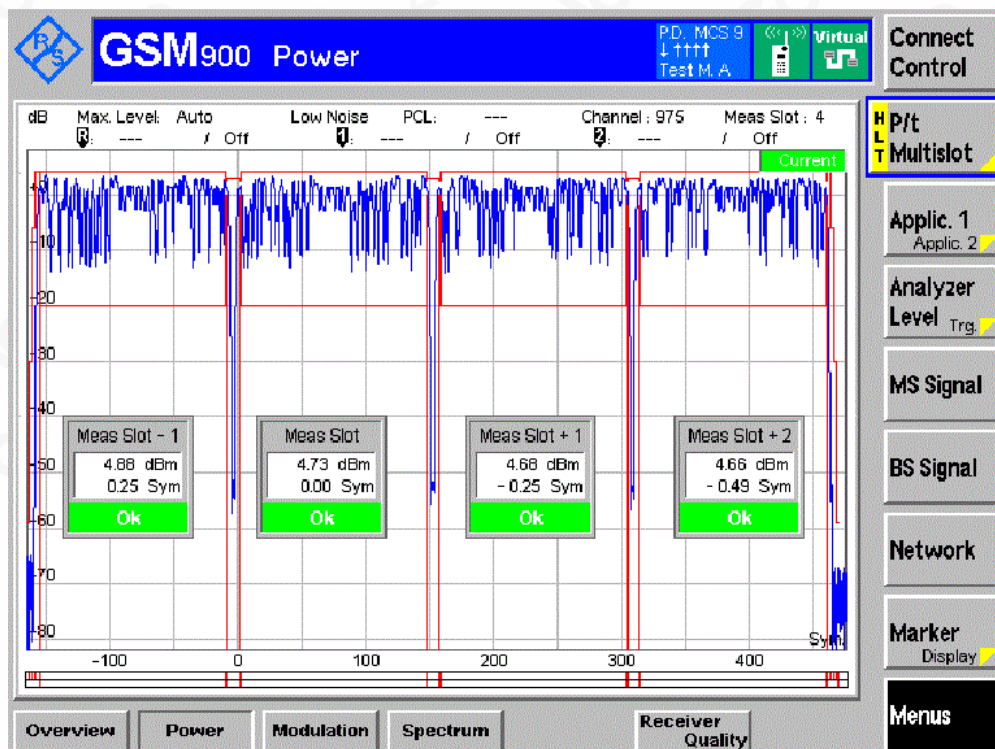 R/S
GSM900 Power
P.D. MCS 9
↓ ↑↑↑↑
Test M. A.
Virtual
Connect Control
dB Max. Level: Auto Low Noise PCL: --- Channel : 975 Meas Slot : 4
R: --- / Off 1: --- / Off 2: --- / Off
Current
HLT
P/t Multislot
Applic. 1
Applic. 2
Analyzer Level Trg.
MS Signal
BS Signal
Network
Marker
Display
Menus
-10
-20
-30
-40
-50
-60
-70
-80
Meas Slot - 1
4.88 dBm
0.25 Sym
Ok
Meas Slot
4.73 dBm
0.00 Sym
Ok
Meas Slot + 1
4.68 dBm
- 0.25 Sym
Ok
Meas Slot + 2
4.66 dBm
- 0.49 Sym
Ok
Sym.
-100 0 100 200 300 400
Overview Power Modulation Spectrum Receiver Quality